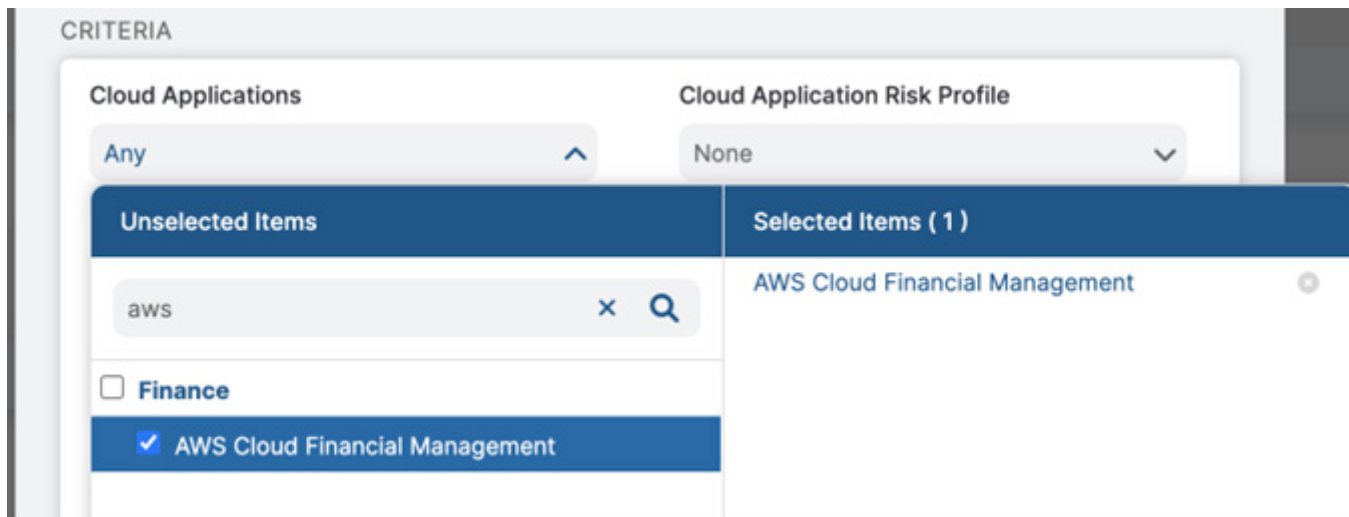 CRITERIA
Cloud Applications
Cloud Application Risk Profile
Any
None
Unselected Items
Selected Items ( 1 )
aws
AWS Cloud Financial Management
Finance
AWS Cloud Financial Management